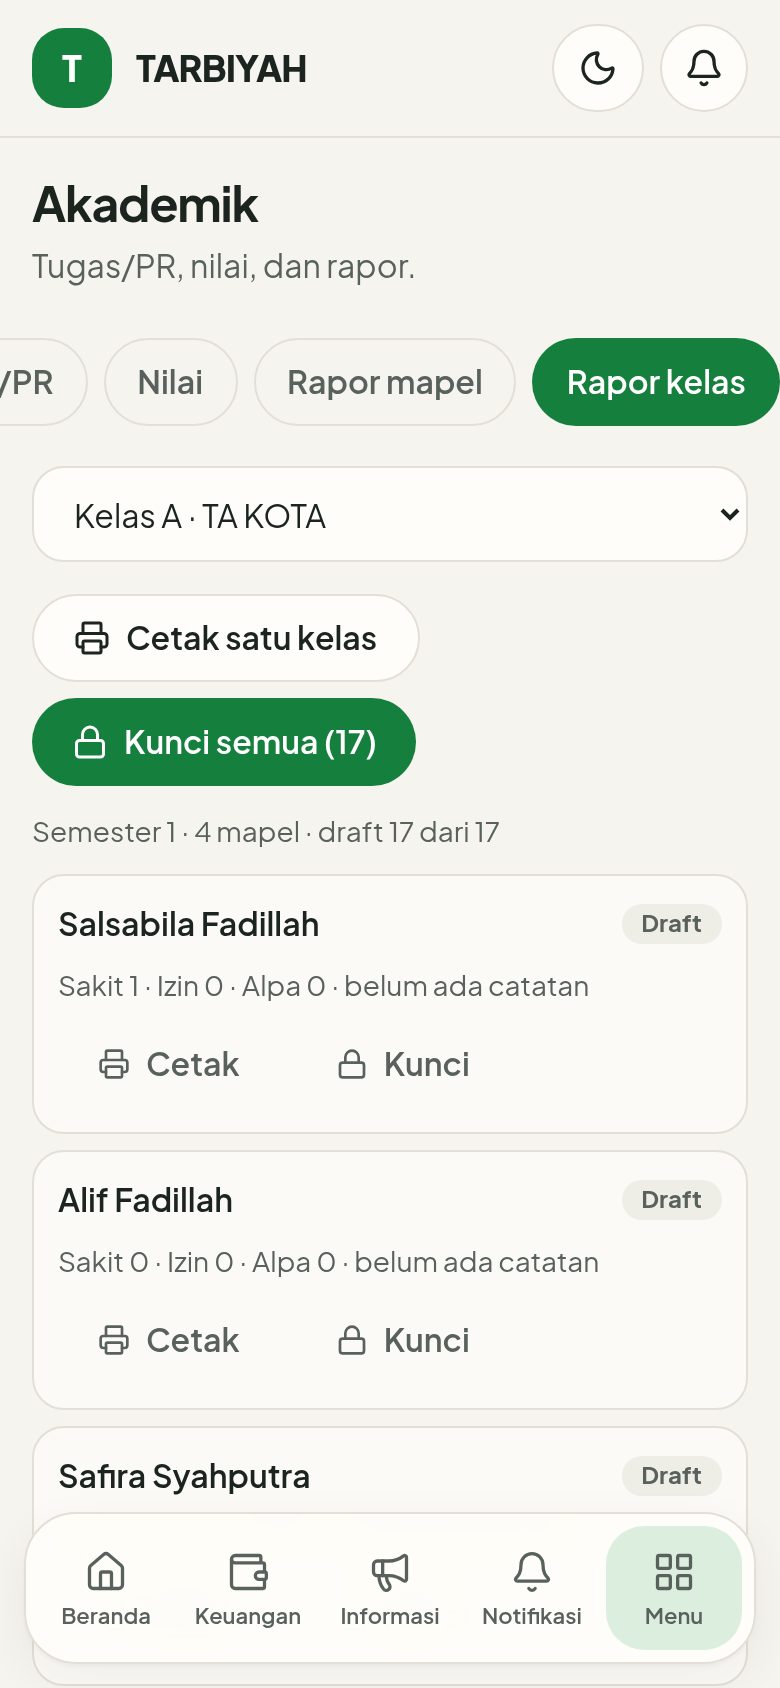 T TARBIYAH
Akademik
Tugas/PR, nilai, dan rapor.
/PR Nilai Rapor mapel Rapor kelas
Kelas A · TA KOTA
Cetak satu kelas
Kunci semua (17)
Semester 1 · 4 mapel · draft 17 dari 17
Salsabila Fadillah Draft
Sakit 1 · Izin 0 · Alpa 0 · belum ada catatan
Cetak Kunci
Alif Fadillah Draft
Sakit 0 · Izin 0 · Alpa 0 · belum ada catatan
Cetak Kunci
Safira Syahputra Draft
Beranda Keuangan Informasi Notifikasi Menu